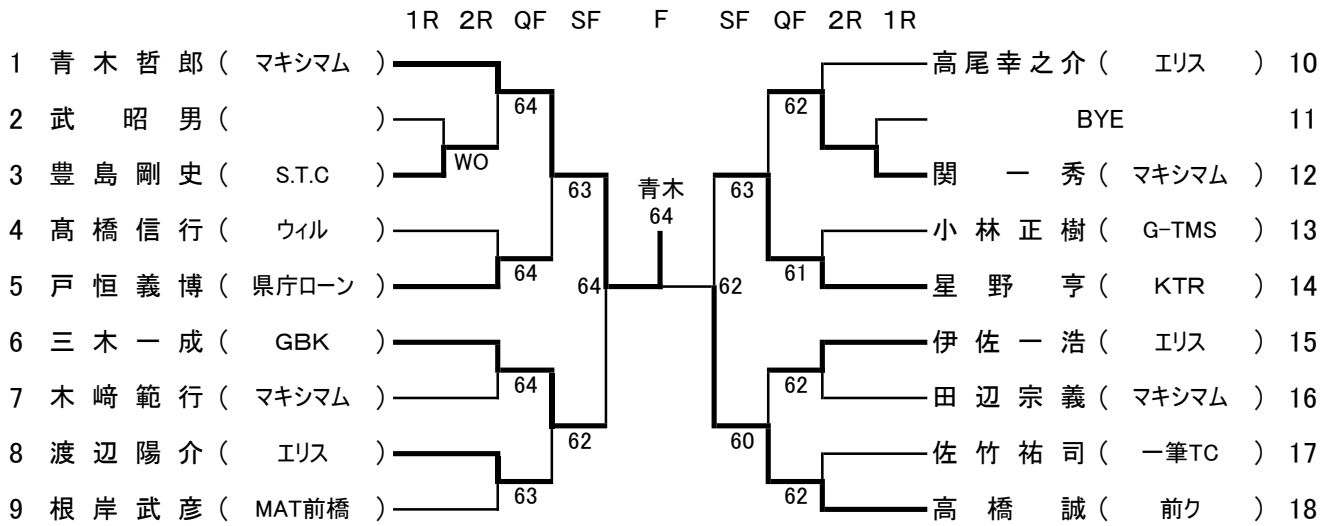 1R 2R QF SF F SF QF 2R 1R
1 青木哲郎 ( マキシマム ) 高尾幸之介 ( エリス ) 10
64 62
2 武 昭男 ( ) BYE 11
WO
3 豊島剛史 ( S.T.C ) 関 一秀 ( マキシマム ) 12
63 青木 63
64
4 髙橋信行 ( ウィル ) 小林正樹 ( G-TMS ) 13
64 61
5 戸恒義博 ( 県庁ローン ) 64 62 星野 亨 ( KTR ) 14
6 三木一成 ( GBK ) 伊佐一浩 ( エリス ) 15
64 62
7 木﨑範行 ( マキシマム ) 田辺宗義 ( マキシマム ) 16
62 60
8 渡辺陽介 ( エリス ) 佐竹祐司 ( 一筆TC ) 17
63 62
9 根岸武彦 ( MAT前橋 ) 高橋 誠 ( 前ク ) 18